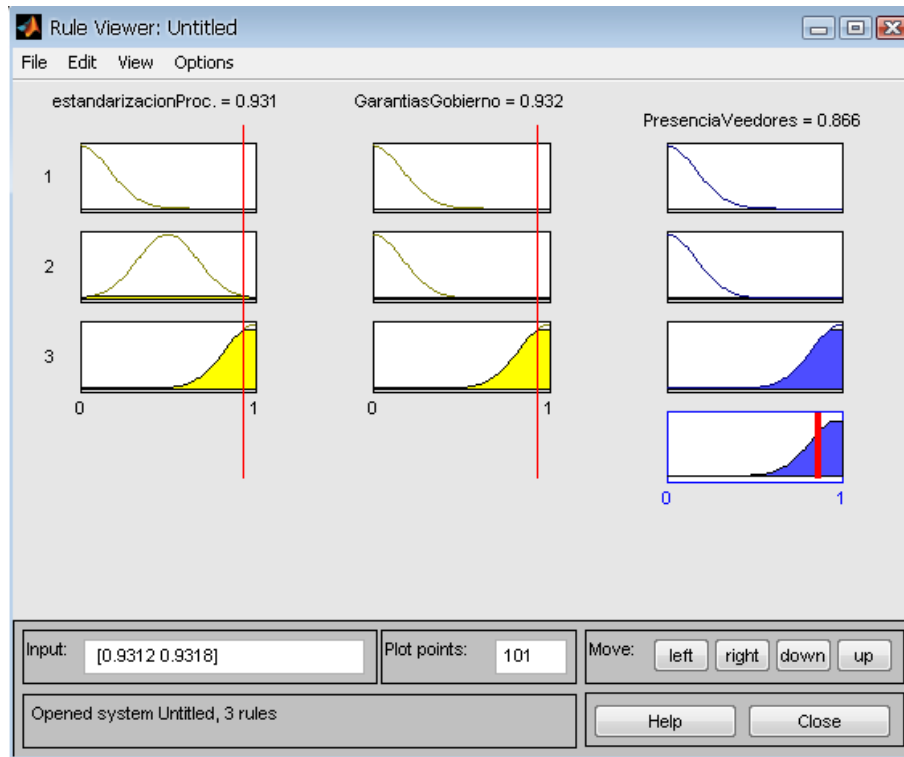 Rule Viewer: Untitled
File Edit View Options
estandarizacionProc. = 0.931
GarantiasGobierno = 0.932
PresenciaVeedores = 0.866
1
2
3
0 1
0 1
0 1
Input: [0.9312 0.9318]
Plot points: 101
Move: left right down up
Opened system Untitled, 3 rules
Help Close